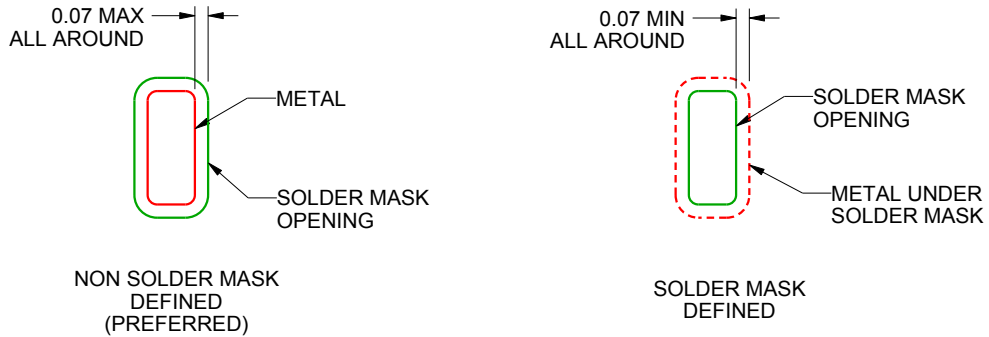 0.07 MAX
ALL AROUND
METAL
SOLDER MASK
OPENING
NON SOLDER MASK
DEFINED
(PREFERRED)
0.07 MIN
ALL AROUND
SOLDER MASK
OPENING
METAL UNDER
SOLDER MASK
SOLDER MASK
DEFINED